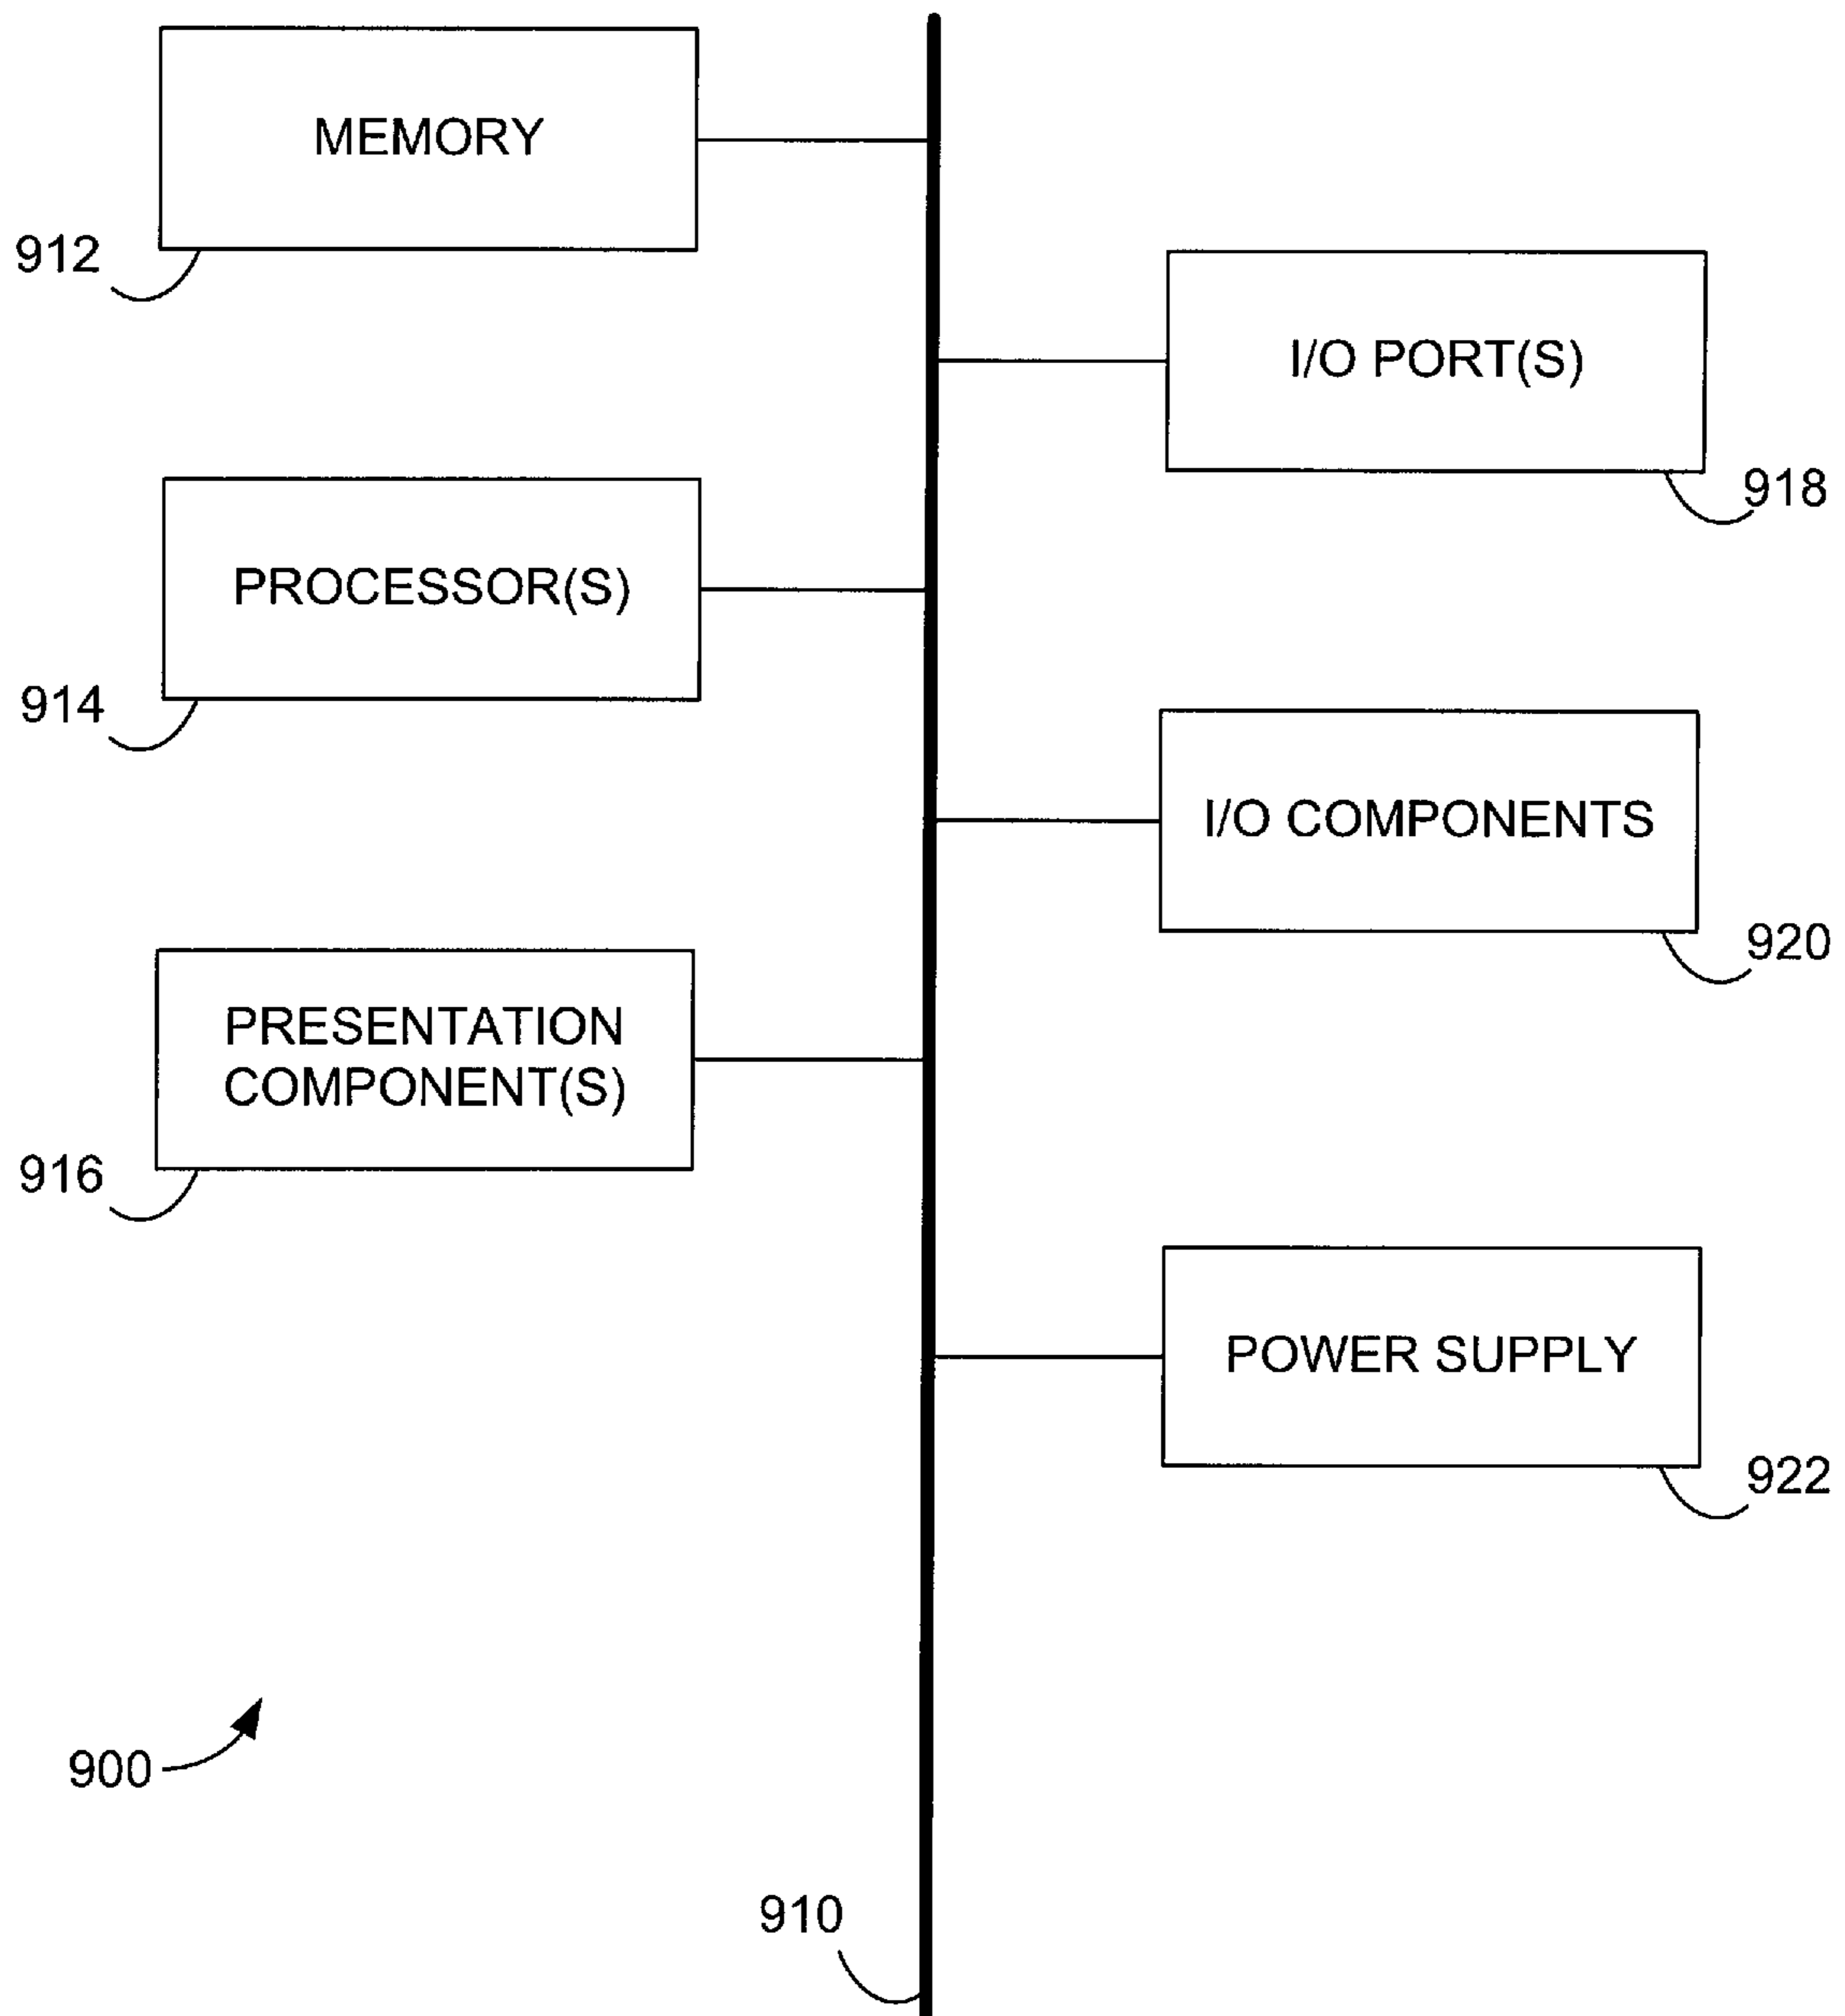 MEMORY
912
I/O PORT(S)
918
PROCESSOR(S)
914
I/O COMPONENTS
920
PRESENTATION
COMPONENT(S)
916
POWER SUPPLY
922
900
910